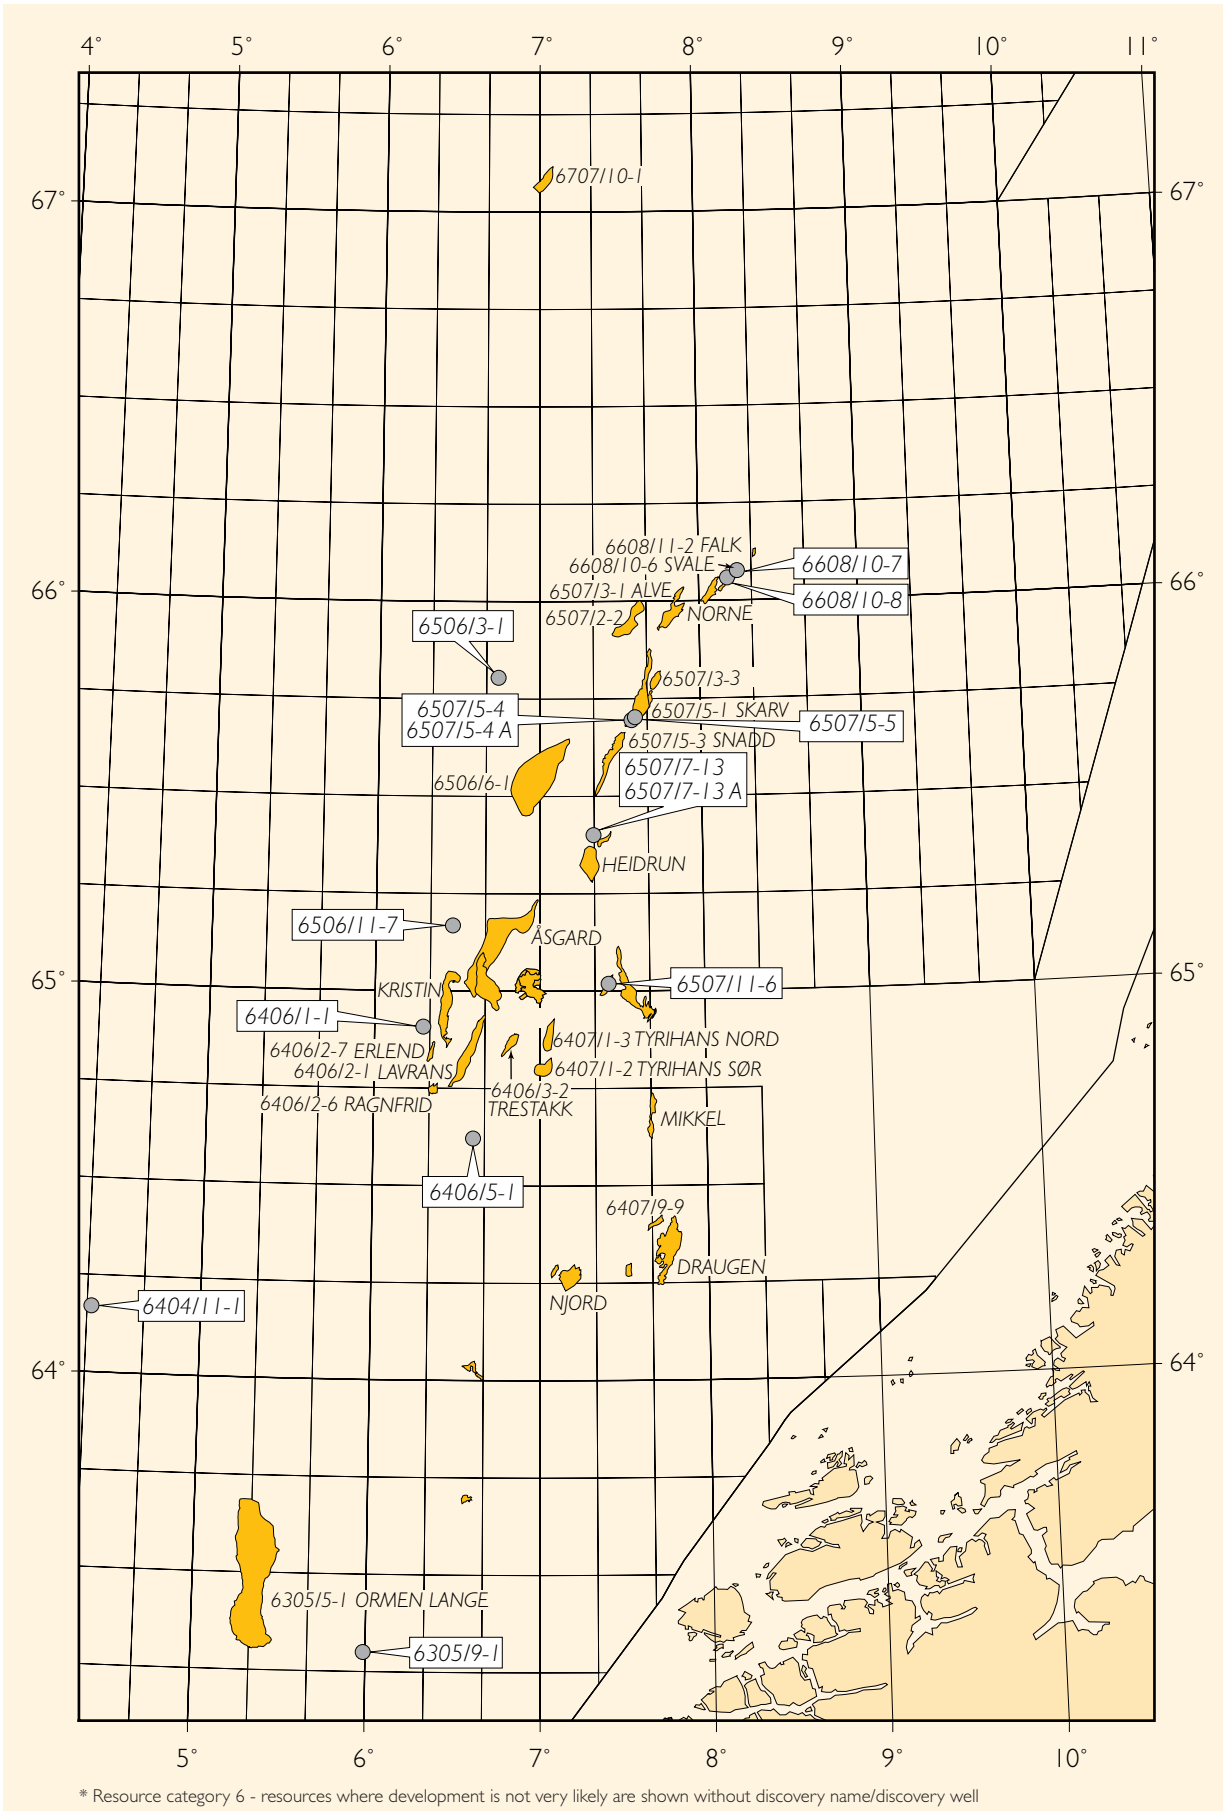 4° 5° 6° 7° 8° 9° 10° 11°
6707/10-1
67° 67°
6608/11-2 FALK
6608/10-6 SVALE
6608/10-7
66° 66°
6507/3-1 ALVE
6608/10-8
6507/2-2
NORNE
6506/3-1
6507/3-3
6507/5-4
6507/5-4 A
6507/5-1 SKARV
6507/5-5
6507/5-3 SNADD
6507/7-13
6507/7-13 A
6506/6-1
HEIDRUN
6506/11-7
ÅSGARD
65° 65°
KRISTIN
6507/11-6
6406/1-1
6407/1-3 TYRIHANS NORD
6406/2-7 ERLEND
6406/2-1 LAVRANS
6407/1-2 TYRIHANS SØR
6406/3-2
TRESTAKK
6406/2-6 RAGNFRID
MIKKEL
6406/5-1
6407/9-9
DRAUGEN
NJORD
6404/11-1
64° 64°
6305/5-1 ORMEN LANGE
6305/9-1
5° 6° 7° 8° 9° 10°
* Resource category 6 - resources where development is not very likely are shown without discovery name/discovery well